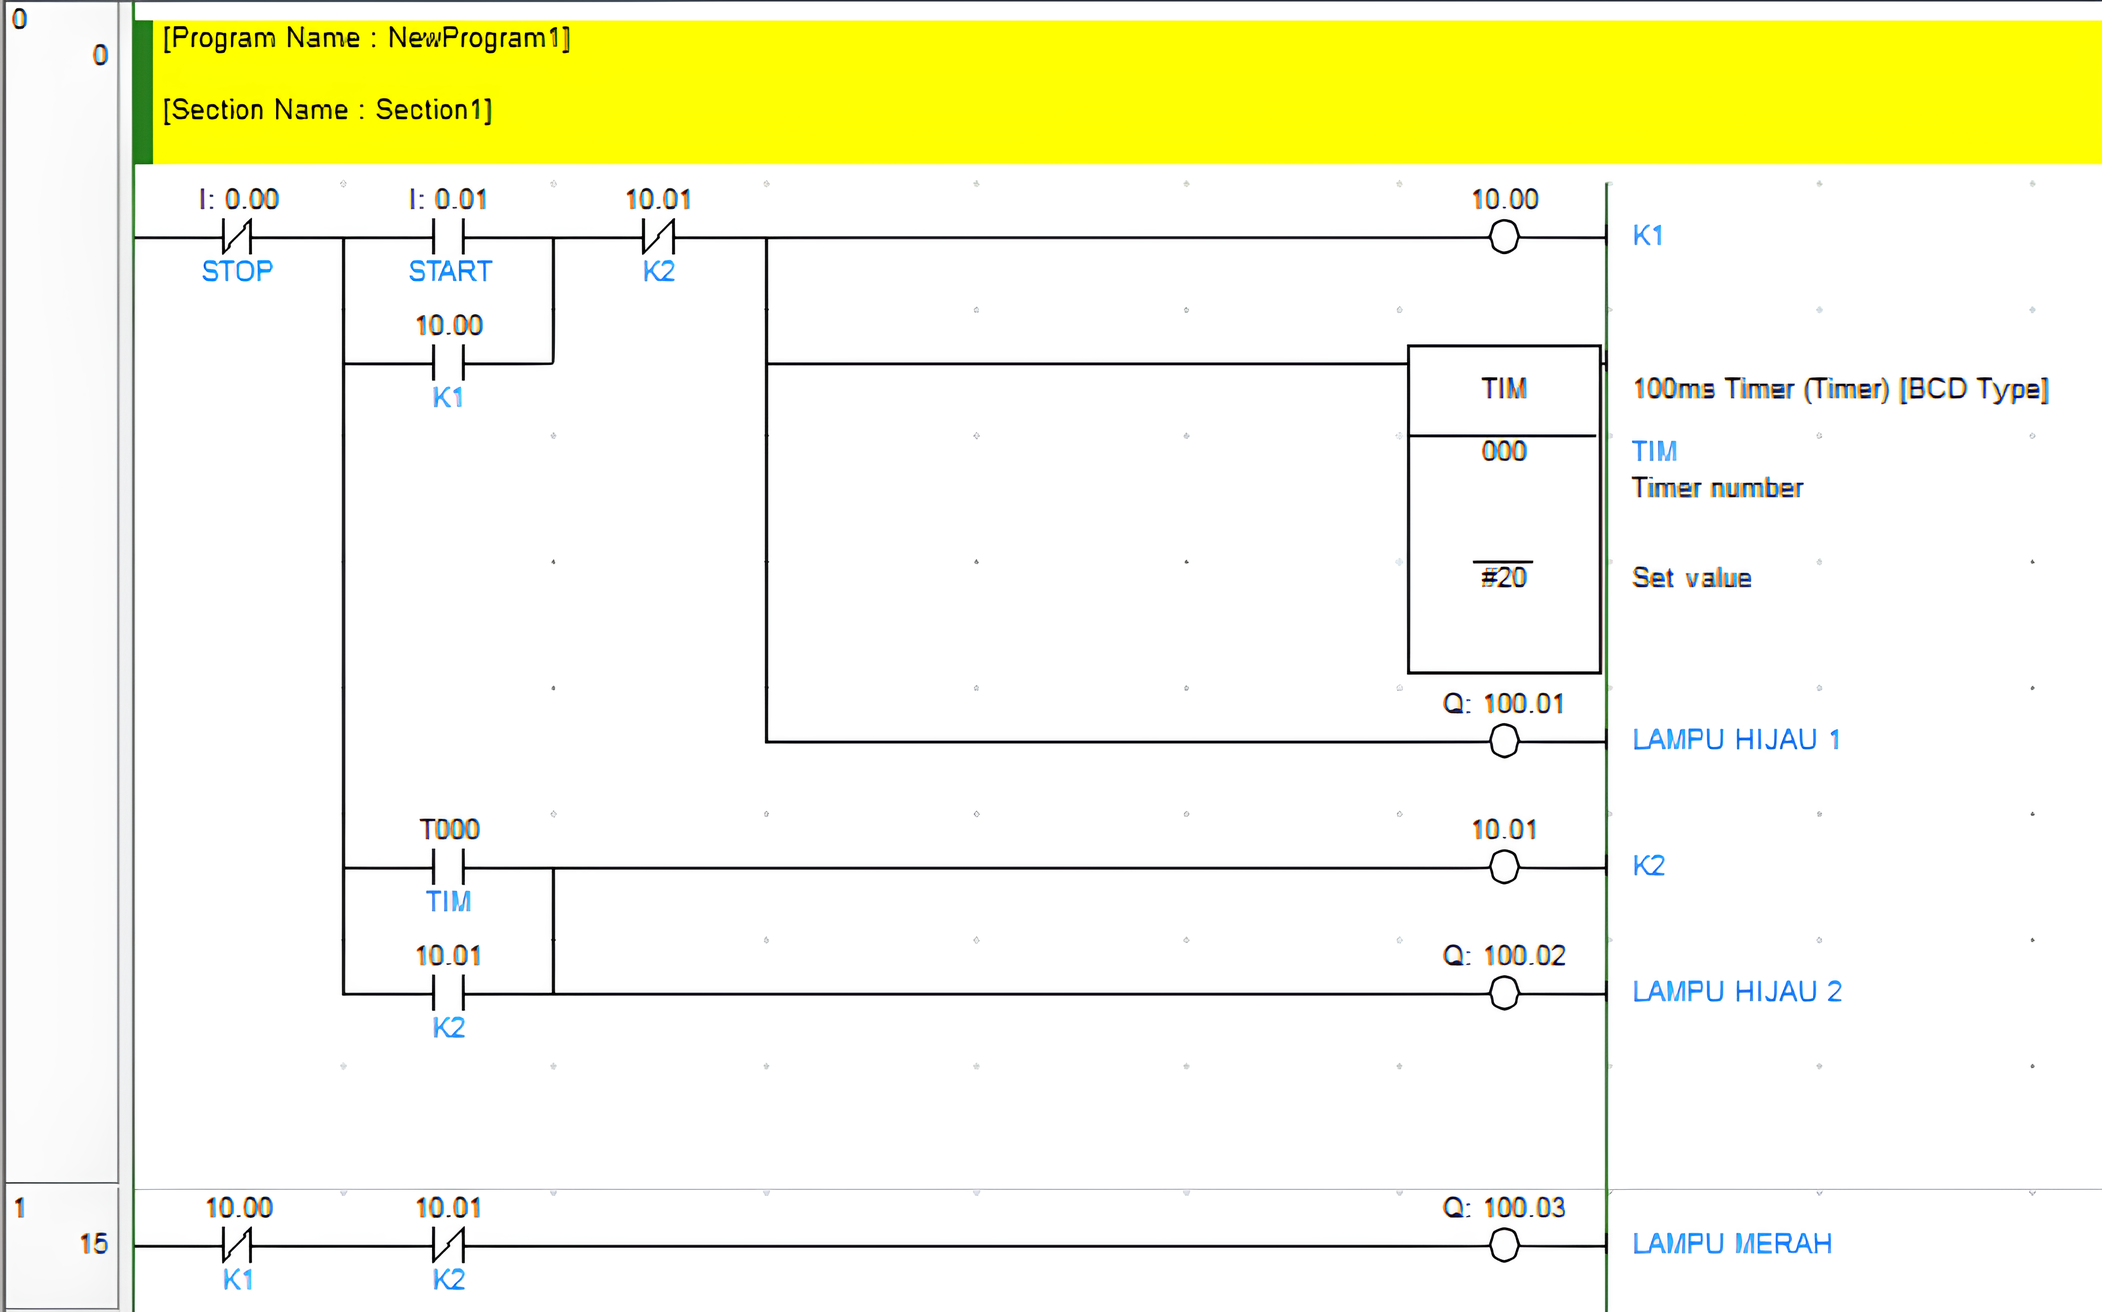 0
0
[Program Name : NewProgram1]
[Section Name : Section1]
I: 0.00
I: 0.01
10.01
10.00
STOP
START
K2
K1
10.00
K1
TIM
100ms Timer (Timer) [BCD Type]
000
TIM
Timer number
#20
Set value
Q: 100.01
LAMPU HIJAU 1
T000
10.01
TIM
K2
10.01
Q: 100.02
K2
LAMPU HIJAU 2
1
15
10.00
10.01
Q: 100.03
K1
K2
LAMPU MERAH